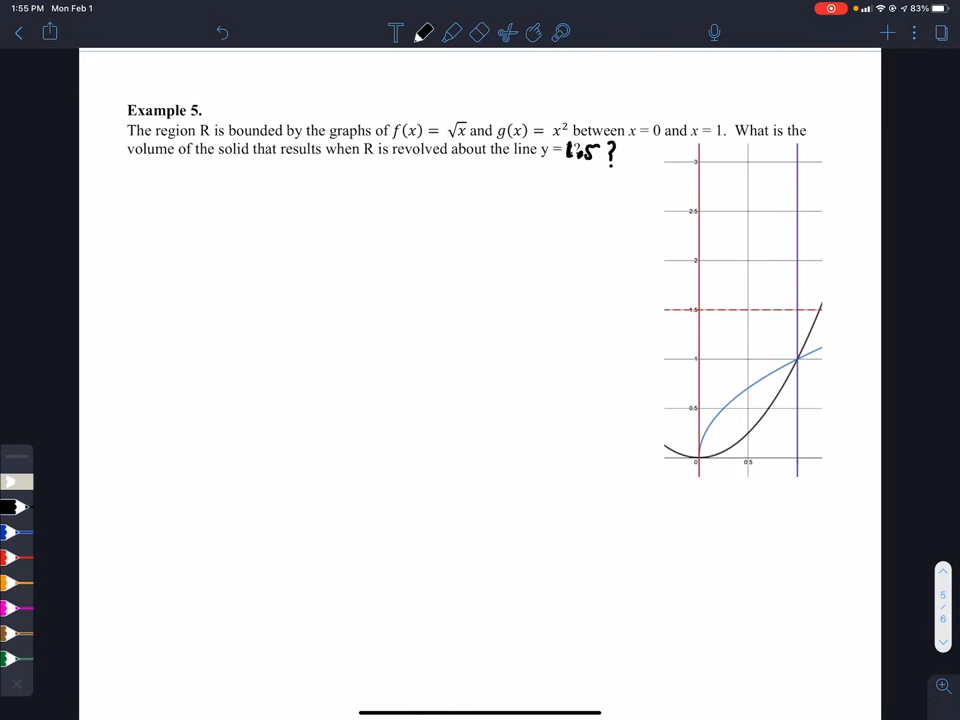 1:55 PM Mon Feb 1
83%
T
Example 5.
The region R is bounded by the graphs of f(x) = √x and g(x) = x² between x = 0 and x = 1. What is the
volume of the solid that results when R is revolved about the line y = 1.5 ?
3
2.5
2
1.5
1
0.5
0
0.5
1
5
/
6